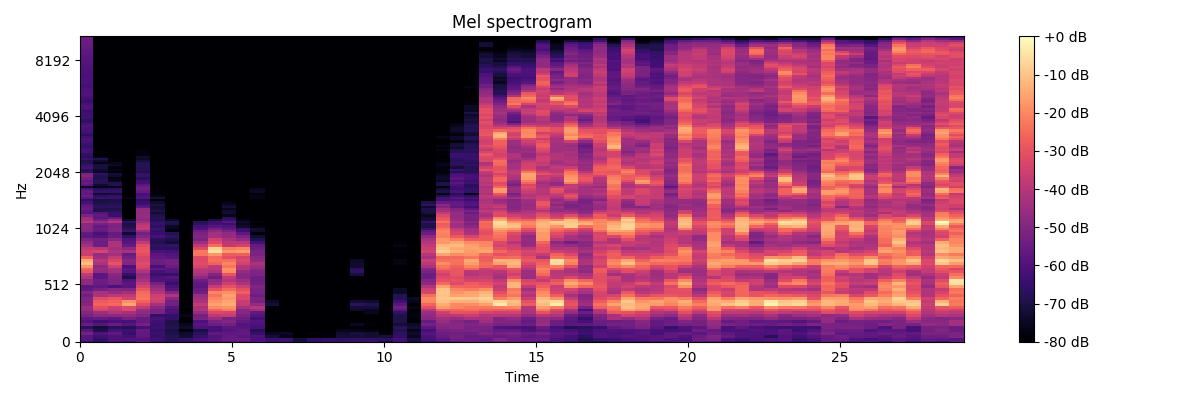 Mel spectrogram
8192
4096
2048
1024
512
0
Hz
0 5 10 15 20 25
Time
+0 dB
-10 dB
-20 dB
-30 dB
-40 dB
-50 dB
-60 dB
-70 dB
-80 dB